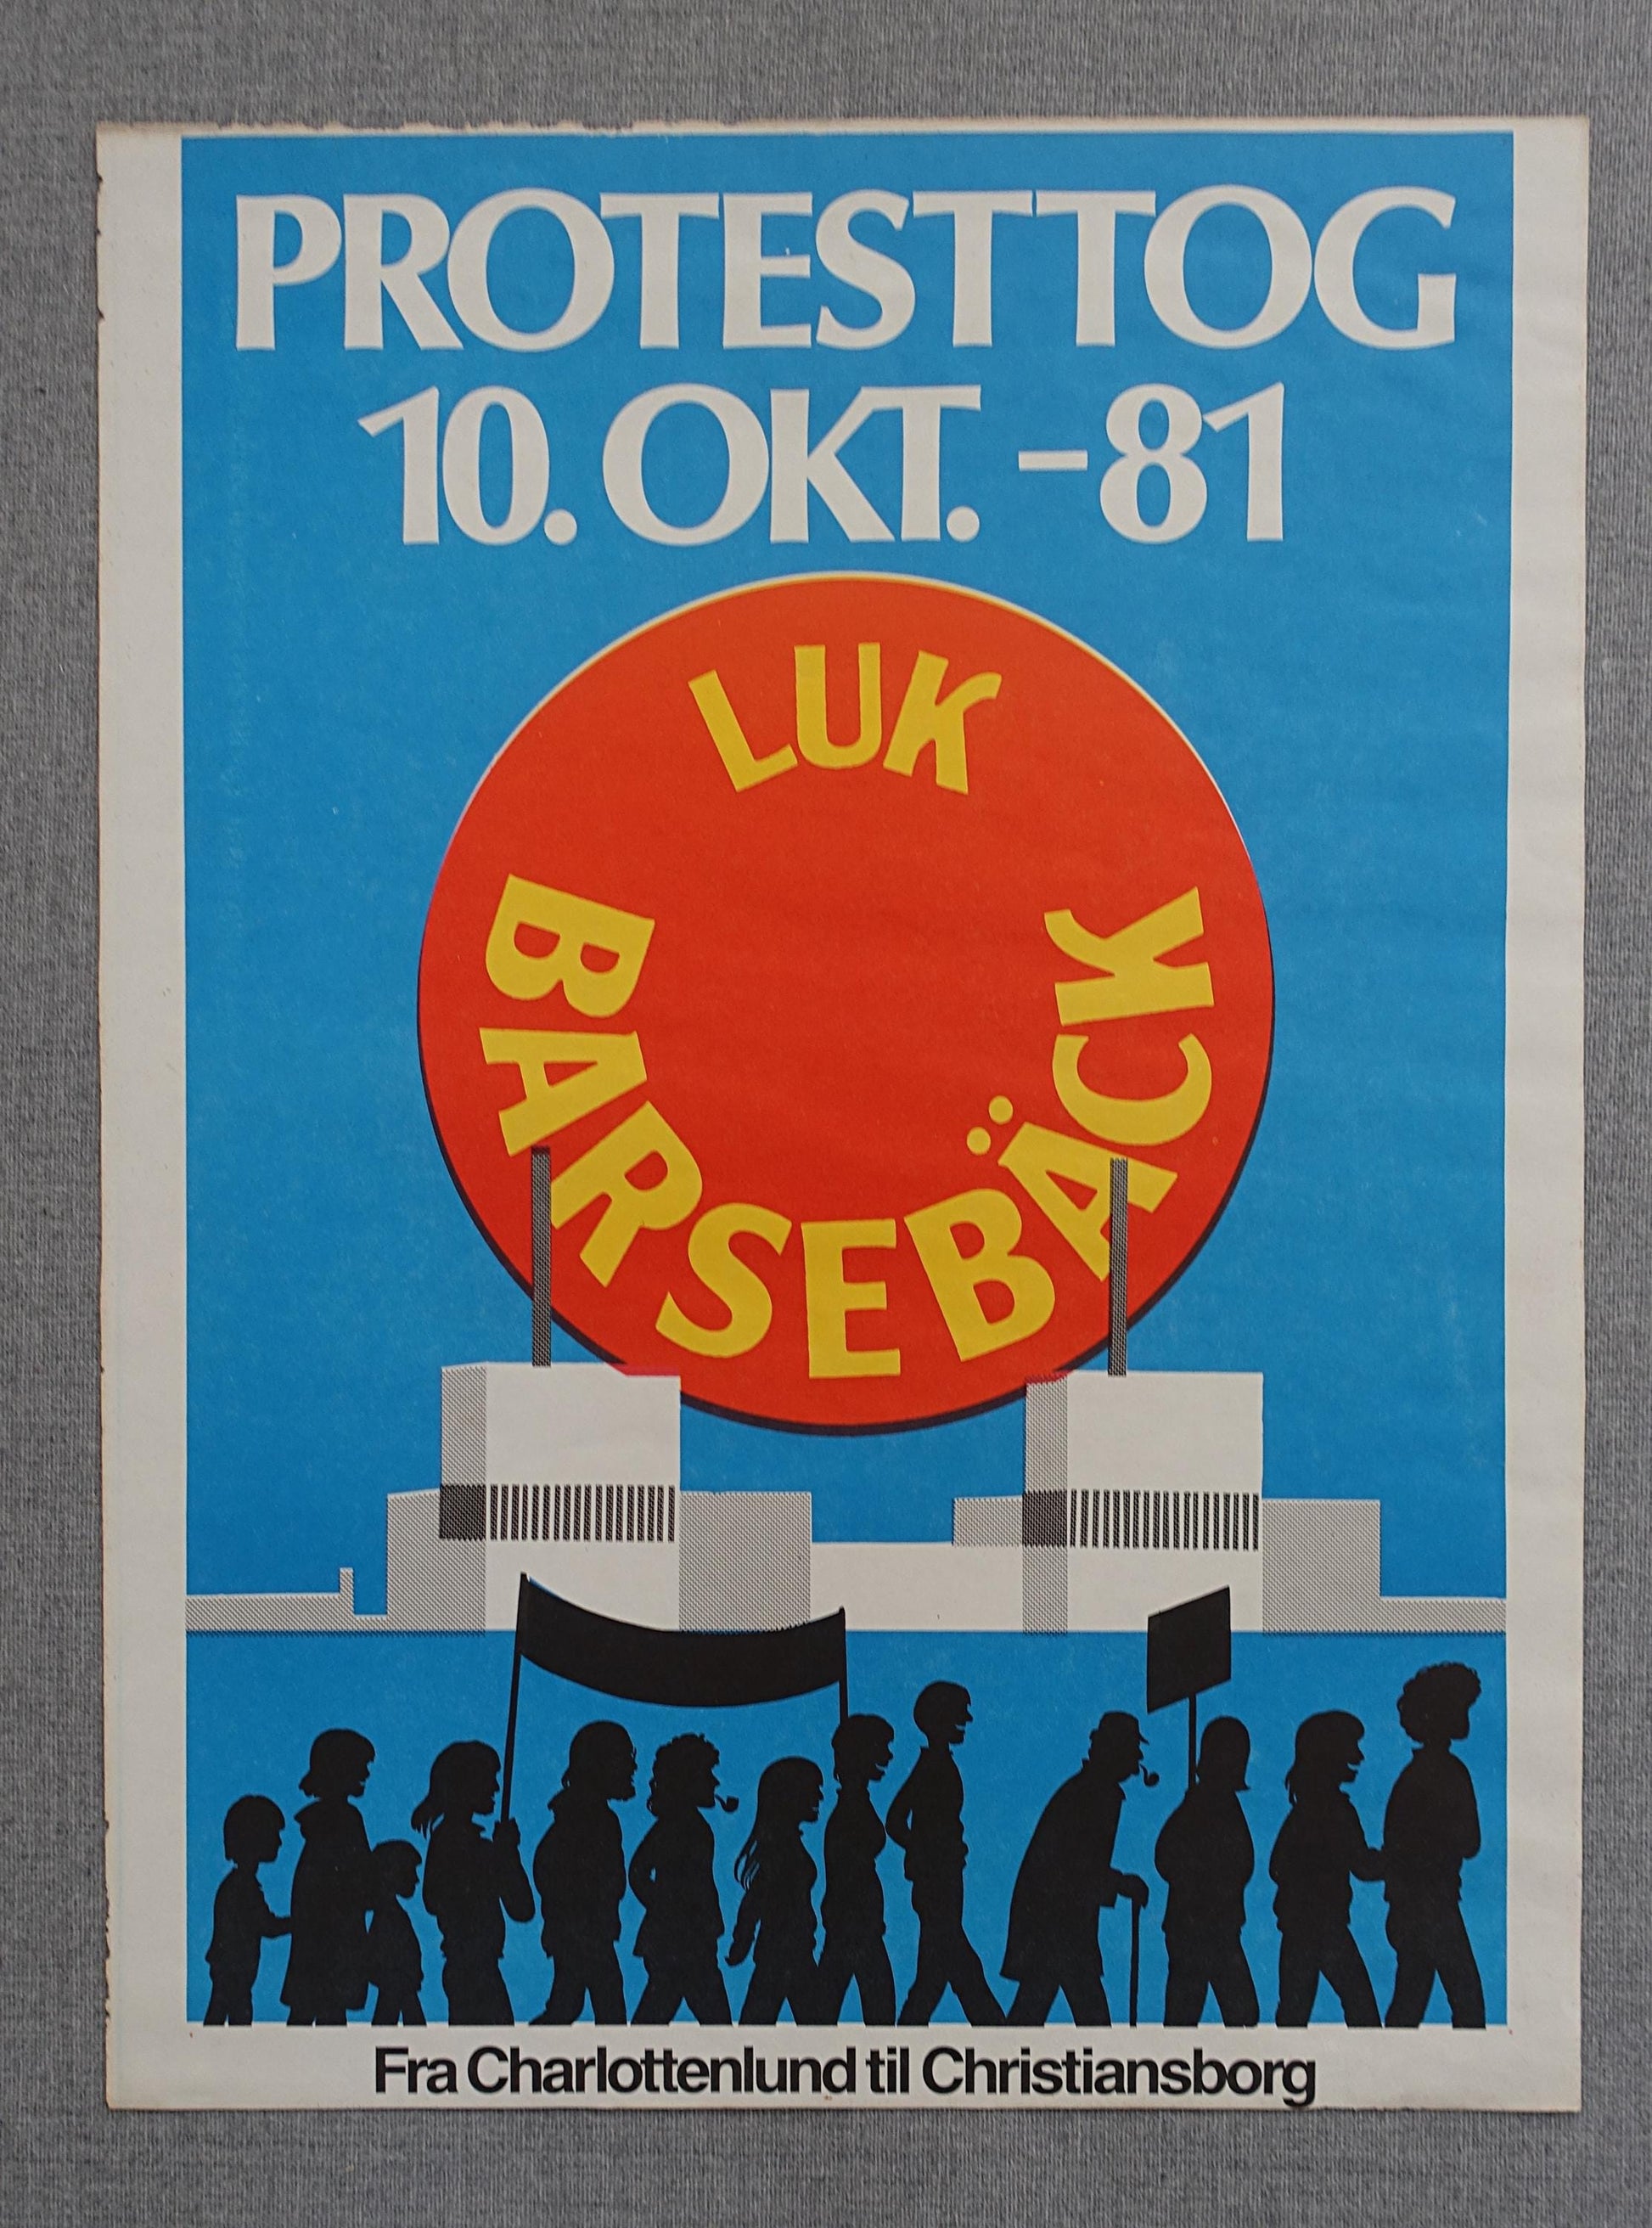 PROTESTTOG
10. OKT. -81
LUK
BARSEBÄCK
Fra Charlottenlund til Christiansborg